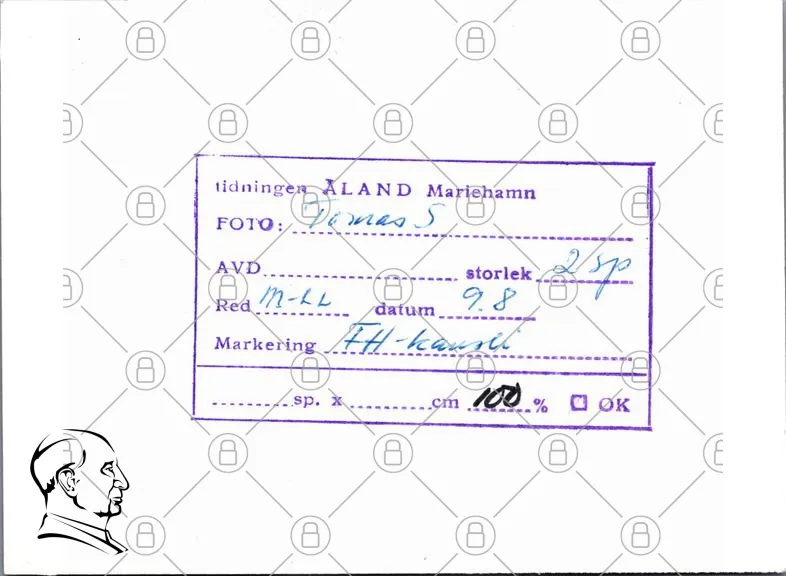 tidningen ÅLAND Mariehamn
FOTO: Tomas S
AVD. storlek 2 sp
Red M-LL datum 9.8
Markering FH-kansli
sp. x cm 100 % OK